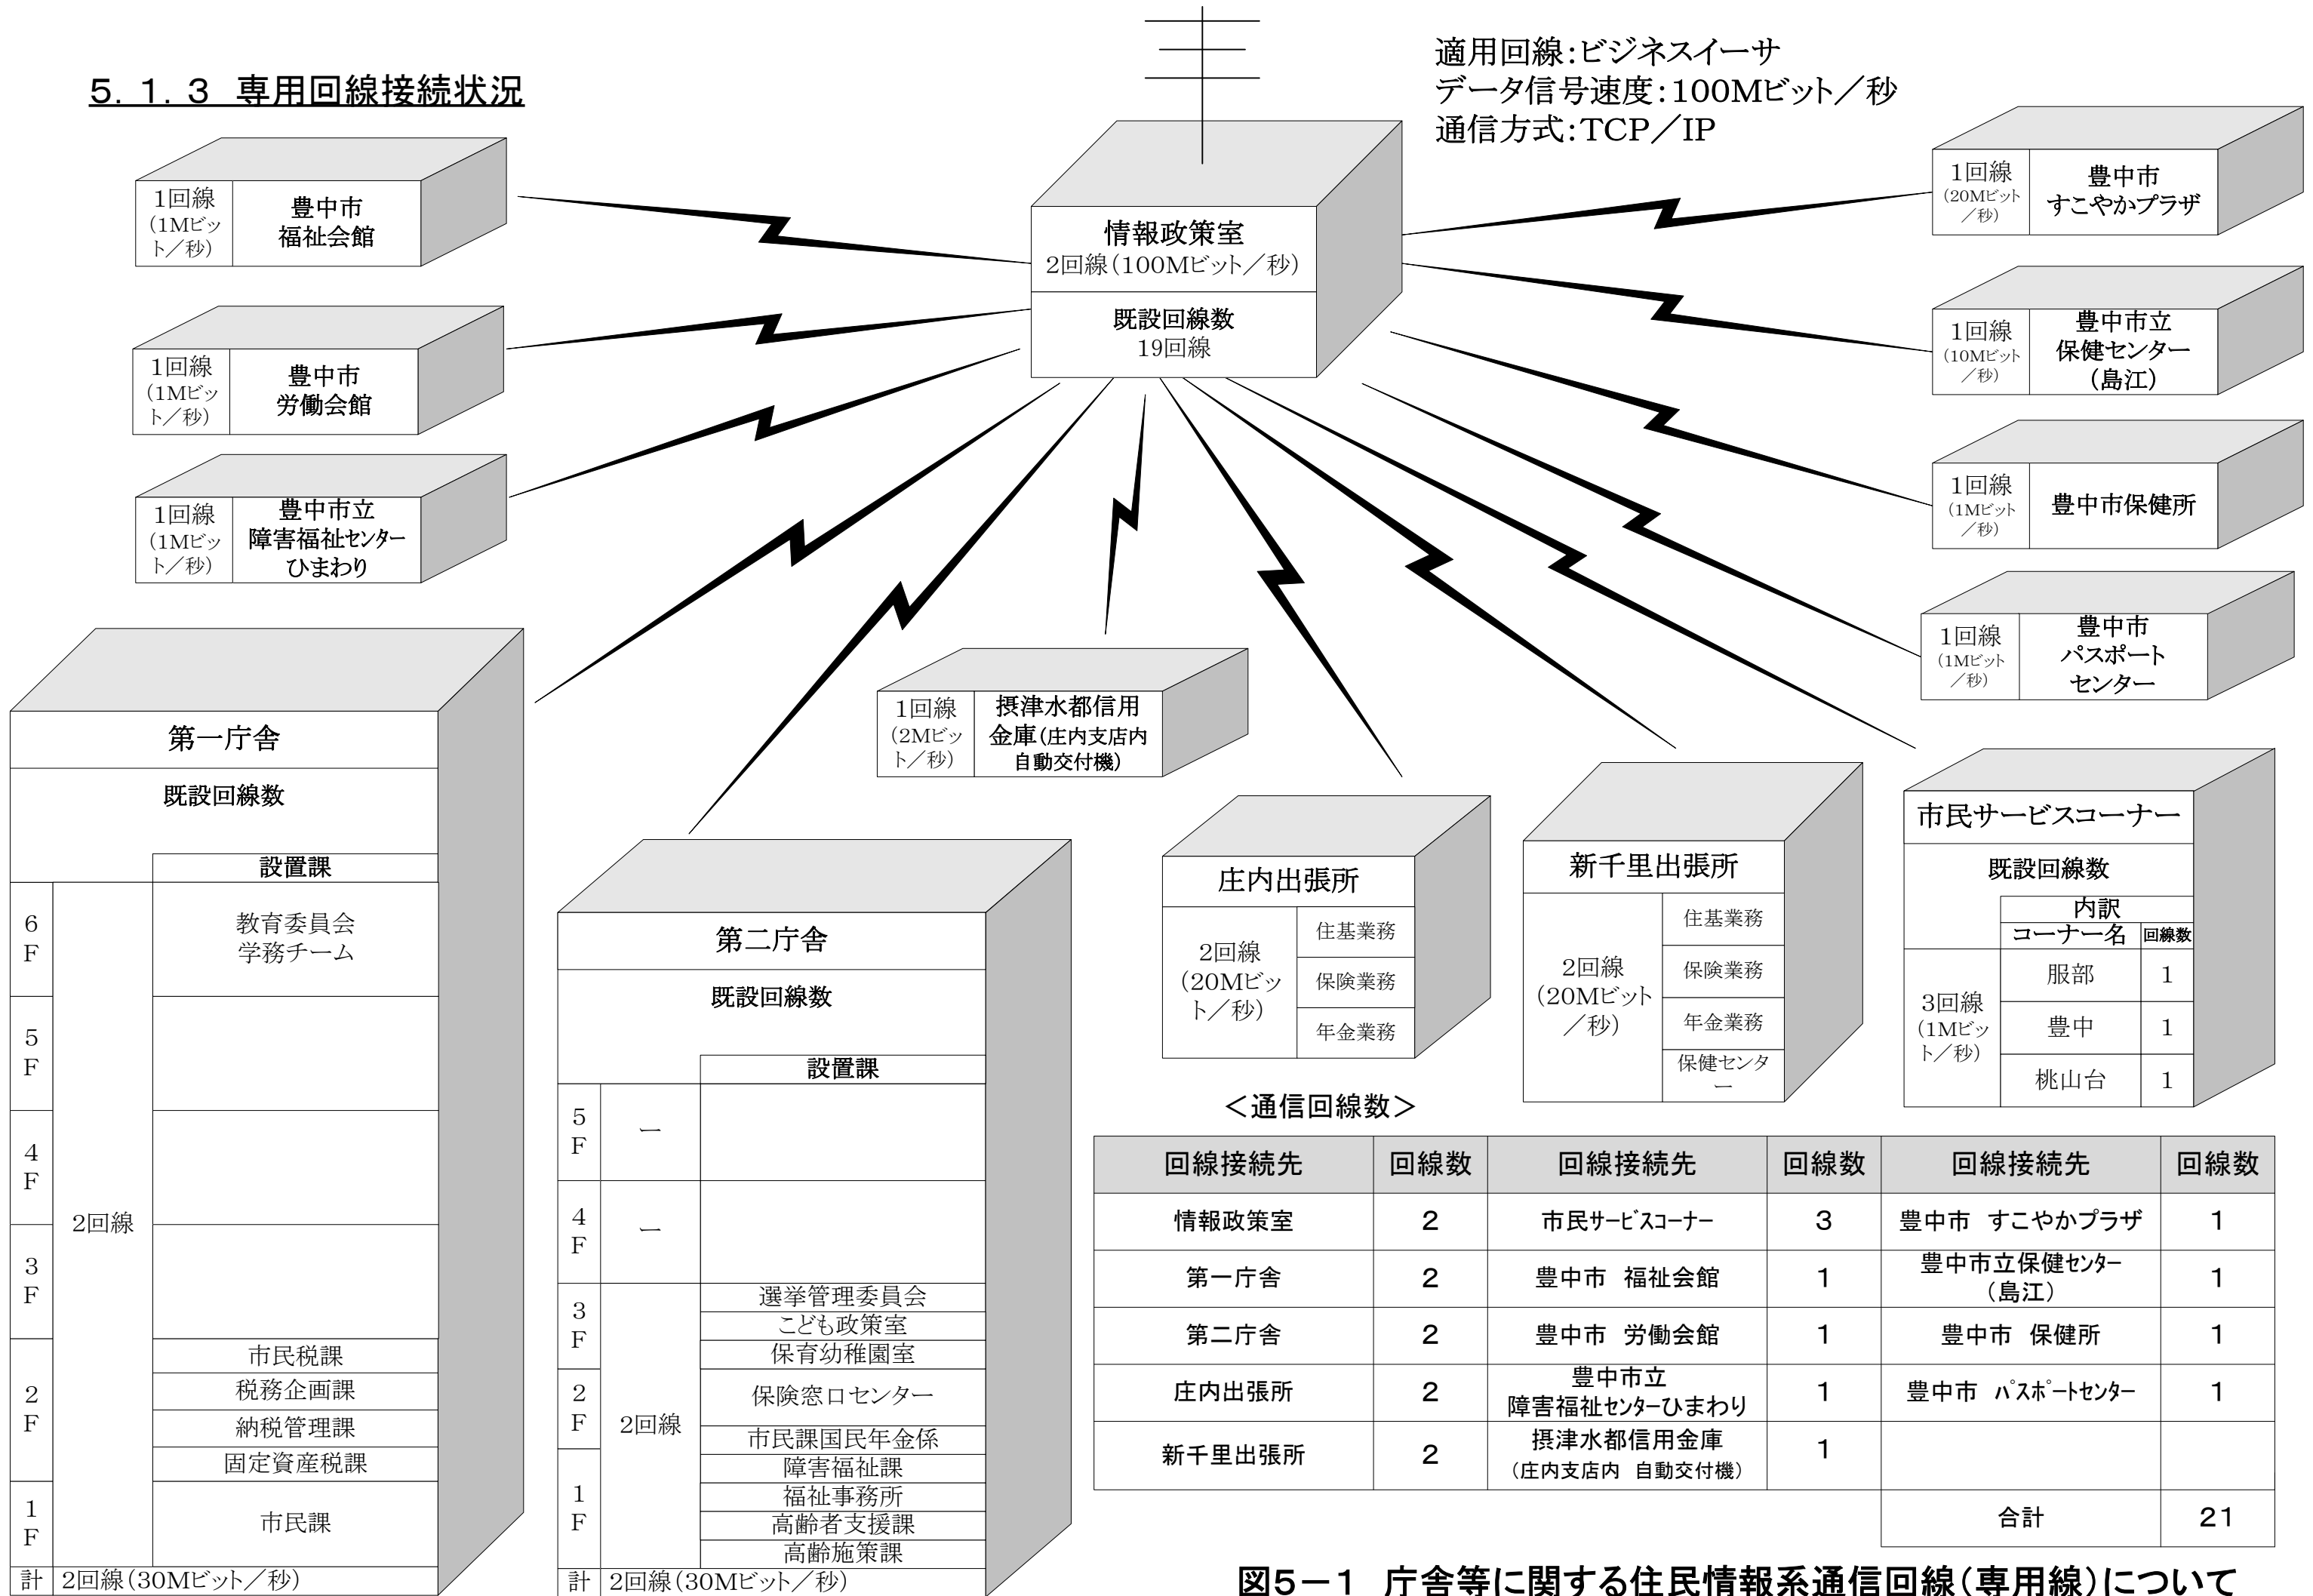 5．1．3　専用回線接続状況
適用回線：ビジネスイーサ
データ信号速度：100Mビット／秒
通信方式：TCP／IP
1回線
（1Mビッ
ト／秒）
豊中市
福祉会館
1回線
（1Mビッ
ト／秒）
豊中市
労働会館
1回線
（1Mビッ
ト／秒）
豊中市立
障害福祉センター
ひまわり
情報政策室
2回線（100Mビット／秒）
既設回線数
19回線
1回線
（20Mビット
／秒）
豊中市
すこやかプラザ
1回線
（10Mビット
／秒）
豊中市立
保健センター
（島江）
1回線
（1Mビット
／秒）
豊中市保健所
1回線
（1Mビット
／秒）
豊中市
パスポート
センター
1回線
（2Mビッ
ト／秒）
摂津水都信用
金庫（庄内支店内
自動交付機）
第一庁舎
既設回線数
設置課
6
F
教育委員会
学務チーム
5
F
4
F
3
F
2回線
2
F
市民税課
税務企画課
納税管理課
固定資産税課
1
F
市民課
計　2回線（30Mビット／秒）
第二庁舎
既設回線数
設置課
5
F
ー
4
F
ー
3
F
選挙管理委員会
こども政策室
保育幼稚園室
2
F
2回線
保険窓口センター
市民課国民年金係
1
F
障害福祉課
福祉事務所
高齢者支援課
高齢施策課
計　2回線（30Mビット／秒）
庄内出張所
2回線
（20Mビッ
ト／秒）
住基業務
保険業務
年金業務
新千里出張所
2回線
（20Mビット
／秒）
住基業務
保険業務
年金業務
保健センタ
ー
市民サービスコーナー
既設回線数
内訳
コーナー名　回線数
3回線
（1Mビッ
ト／秒）
服部　1
豊中　1
桃山台　1
＜通信回線数＞
回線接続先　回線数　回線接続先　回線数　回線接続先　回線数
情報政策室　2　市民サービスコーナー　3　豊中市　すこやかプラザ　1
第一庁舎　2　豊中市　福祉会館　1　豊中市立保健センター
（島江）　1
第二庁舎　2　豊中市　労働会館　1　豊中市　保健所　1
庄内出張所　2　豊中市立
障害福祉センターひまわり　1　豊中市　パスポートセンター　1
新千里出張所　2　摂津水都信用金庫
（庄内支店内　自動交付機）　1
合計　21
図5－1　庁舎等に関する住民情報系通信回線（専用線）について